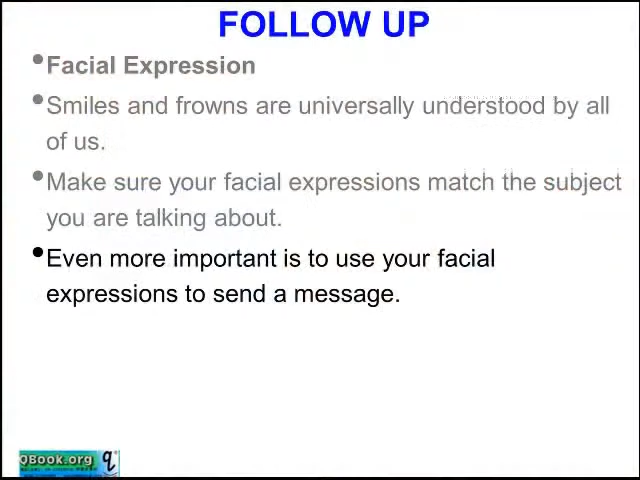 FOLLOW UP
•Facial Expression
•Smiles and frowns are universally understood by all
of us.
•Make sure your facial expressions match the subject
you are talking about.
•Even more important is to use your facial
expressions to send a message.
QBook.org q